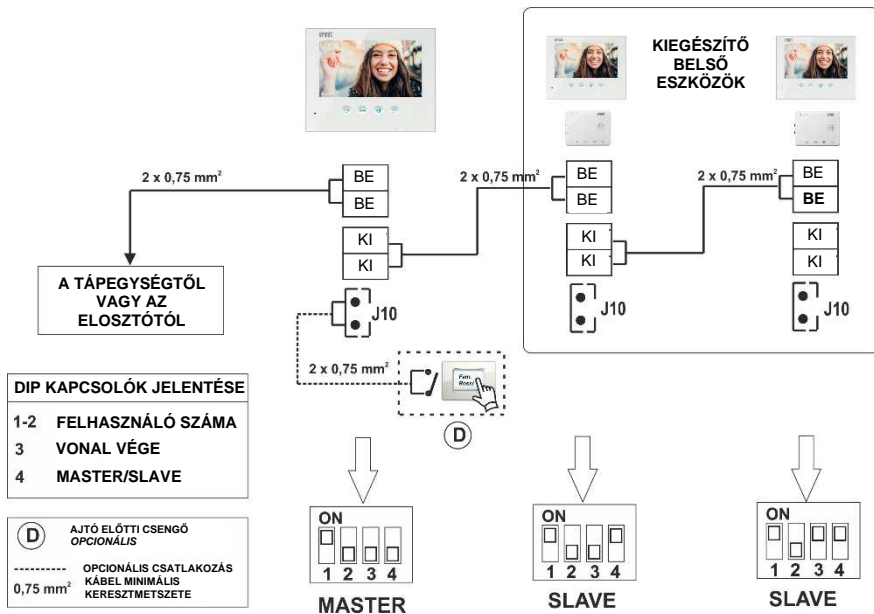 KIEGÉSZÍTŐ
BELSŐ
ESZKÖZÖK
2 x 0,75 mm²
BE
BE
KI
KI
J10
2 x 0,75 mm²
BE
BE
KI
KI
J10
2 x 0,75 mm²
BE
BE
KI
KI
J10
A TÁPEGYSÉGTŐL
VAGY AZ
ELOSZTÓTÓL
2 x 0,75 mm²
Fam.
Rossi
D
DIP KAPCSOLÓK JELENTÉSE
1-2 FELHASZNÁLÓ SZÁMA
3 VONAL VÉGE
4 MASTER/SLAVE
D AJTÓ ELŐTTI CSENGŐ
OPCIONÁLIS
OPCIONÁLIS CSATLAKOZÁS
0,75 mm² KÁBEL MINIMÁLIS
KERESZTMETSZETE
ON
1 2 3 4
MASTER
ON
1 2 3 4
SLAVE
ON
1 2 3 4
SLAVE